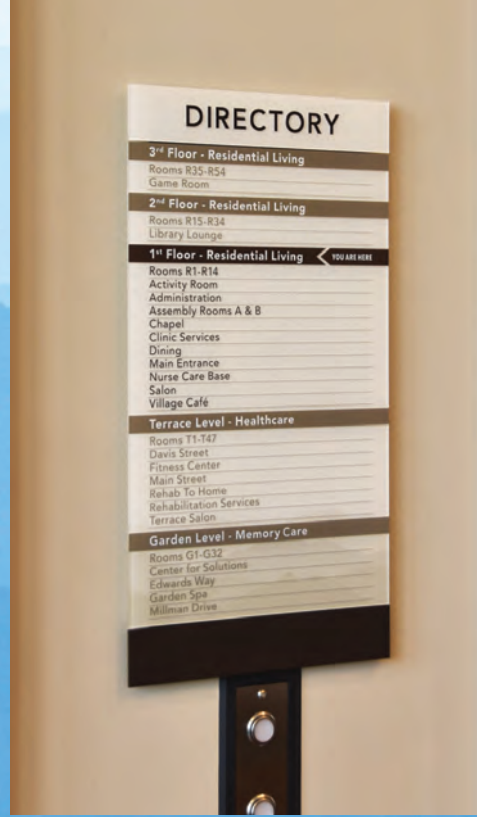 DIRECTORY
3rd Floor - Residential Living
Rooms R35-R54
Game Room
2nd Floor - Residential Living
Rooms R15-R34
Library Lounge
1st Floor - Residential Living YOU ARE HERE
Rooms R1-R14
Activity Room
Administration
Assembly Rooms A & B
Chapel
Clinic Services
Dining
Main Entrance
Nurse Care Base
Salon
Village Café
Terrace Level - Healthcare
Rooms T1-T47
Davis Street
Fitness Center
Main Street
Rehab To Home
Rehabilitation Services
Terrace Salon
Garden Level - Memory Care
Rooms G1-G32
Center for Solutions
Edwards Way
Garden Spa
Millman Drive